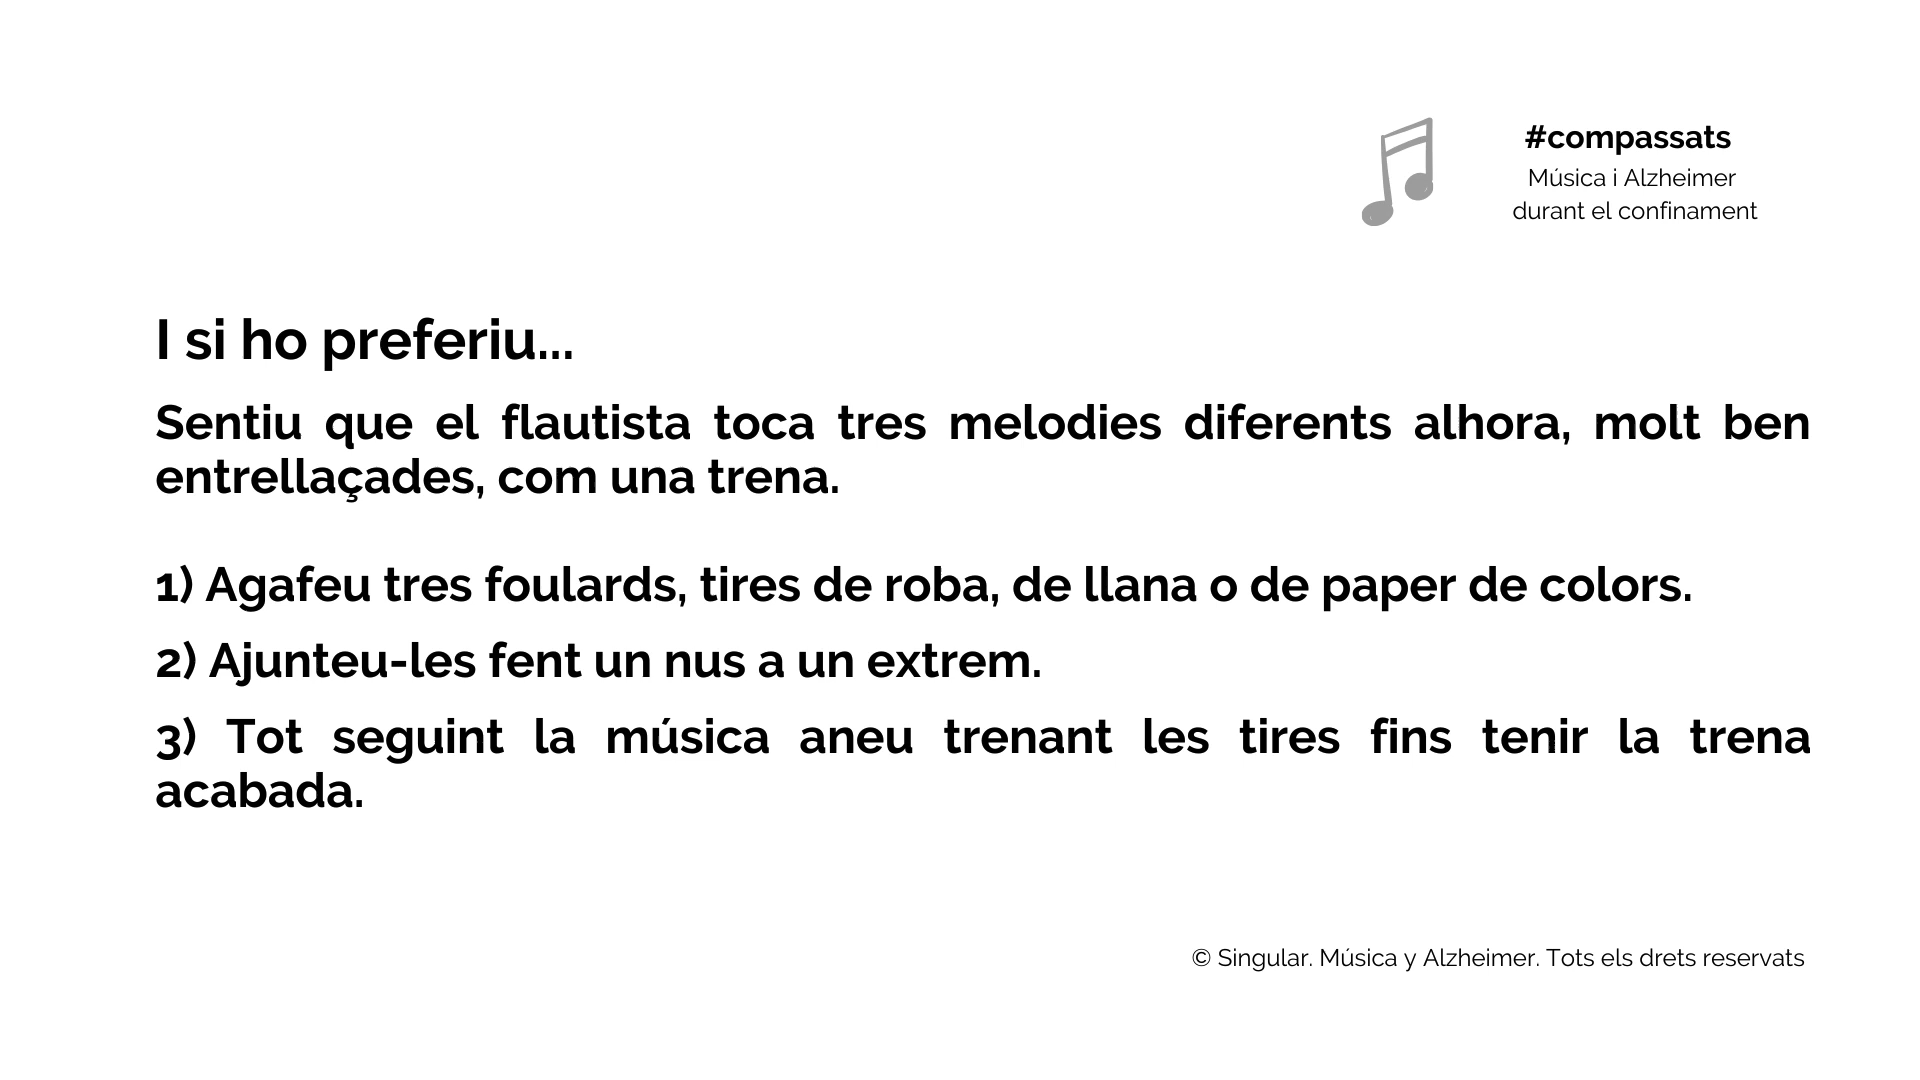 #compassats
Música i Alzheimer
durant el confinament
I si ho preferiu...
Sentiu que el flautista toca tres melodies diferents alhora, molt ben
entrellaçades, com una trena.
1) Agafeu tres foulards, tires de roba, de llana o de paper de colors.
2) Ajunteu-les fent un nus a un extrem.
3) Tot seguint la música aneu trenant les tires fins tenir la trena
acabada.
© Singular. Música y Alzheimer. Tots els drets reservats